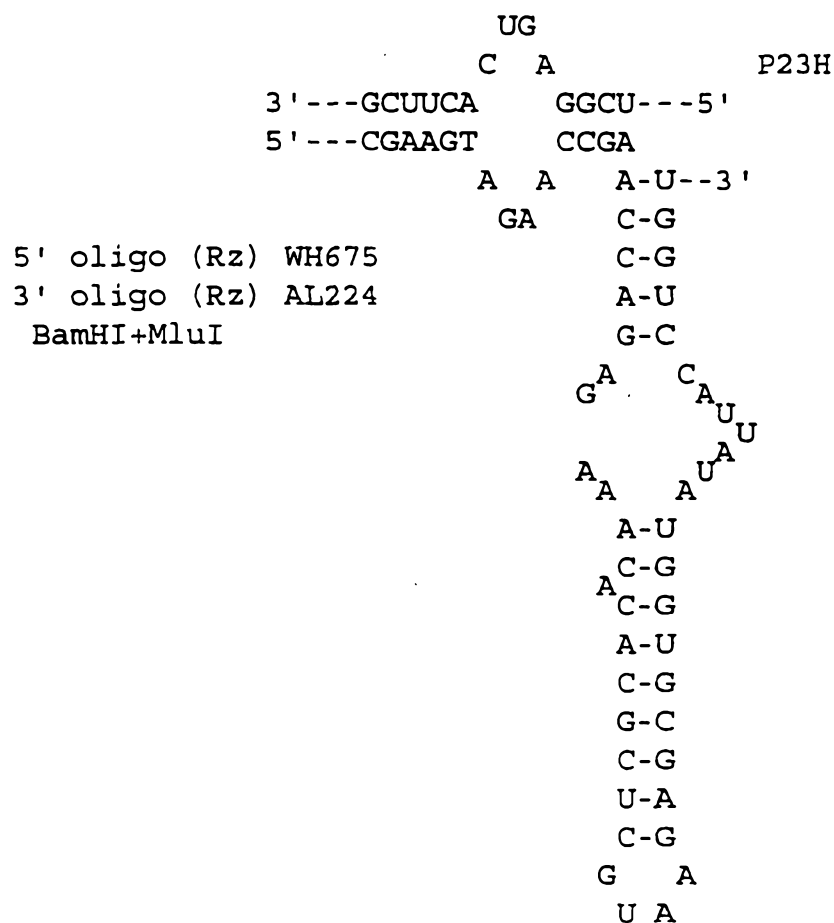 UG
C A P23H
3'---GCUUCA GGCU---5'
5'---CGAAGT CCGA
A A A-U--3'
GA C-G
5' oligo (Rz) WH675 C-G
3' oligo (Rz) AL224 A-U
BamHI+MluI G-C
A C
G A
U
U
A
A U
A A
A-U
C-G
A
C-G
A-U
C-G
G-C
C-G
U-A
C-G
G A
U A